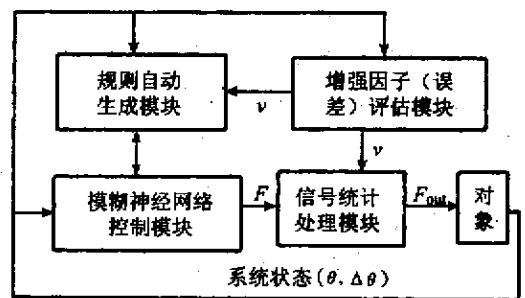 规则自动
生成模块
增强因子（误
差）评估模块
ν
ν
模糊神经网络
控制模块
F
信号统计
处理模块
Fout
对
象
系统状态(θ, Δθ)